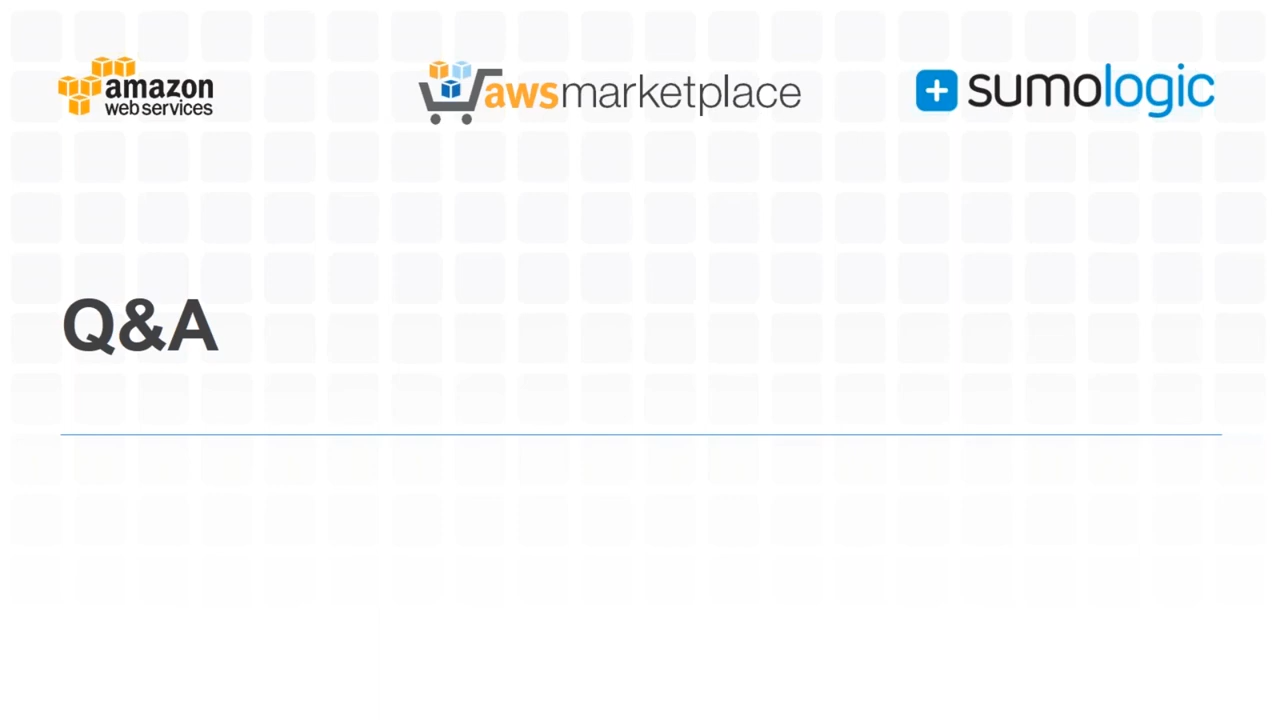 amazon
web services
awsmarketplace
sumologic
Q&A